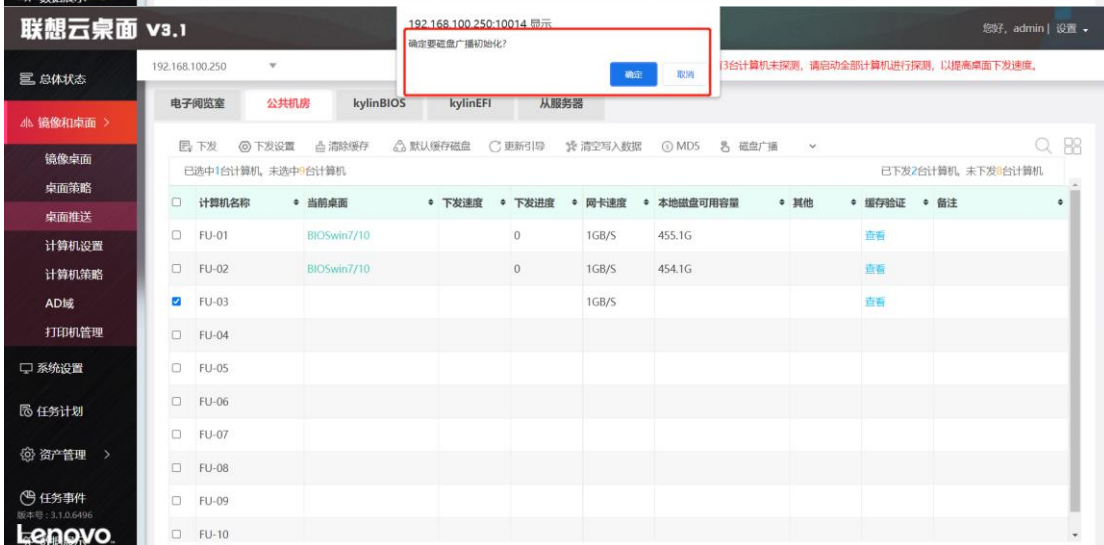 联想云桌面 V3.1
192.168.100.250:10014 显示
确定要磁盘广播初始化?
确定 取消
您好, admin | 设置
192.168.100.250
3台计算机未探测, 请启动全部计算机进行探测, 以提高桌面下发速度。
总体状态
镜像和桌面 >
镜像桌面
桌面策略
桌面推送
计算机设置
计算机策略
AD域
打印机管理
系统设置
任务计划
资产管理 >
任务事件
版本号 : 3.1.0.6496
Lenovo
电子阅览室 公共机房 kylinBIOS kylinEFI 从服务器
下发 下发设置 清除缓存 默认缓存磁盘 更新引导 清空写入数据 MD5 磁盘广播
已选中1台计算机, 未选中9台计算机
已下发2台计算机, 未下发8台计算机
计算机名称 当前桌面 下发速度 下发进度 网卡速度 本地磁盘可用容量 其他 缓存验证 备注
FU-01 BIOSwin7/10 0 1GB/S 455.1G 查看
FU-02 BIOSwin7/10 0 1GB/S 454.1G 查看
FU-03 1GB/S 查看
FU-04
FU-05
FU-06
FU-07
FU-08
FU-09
FU-10